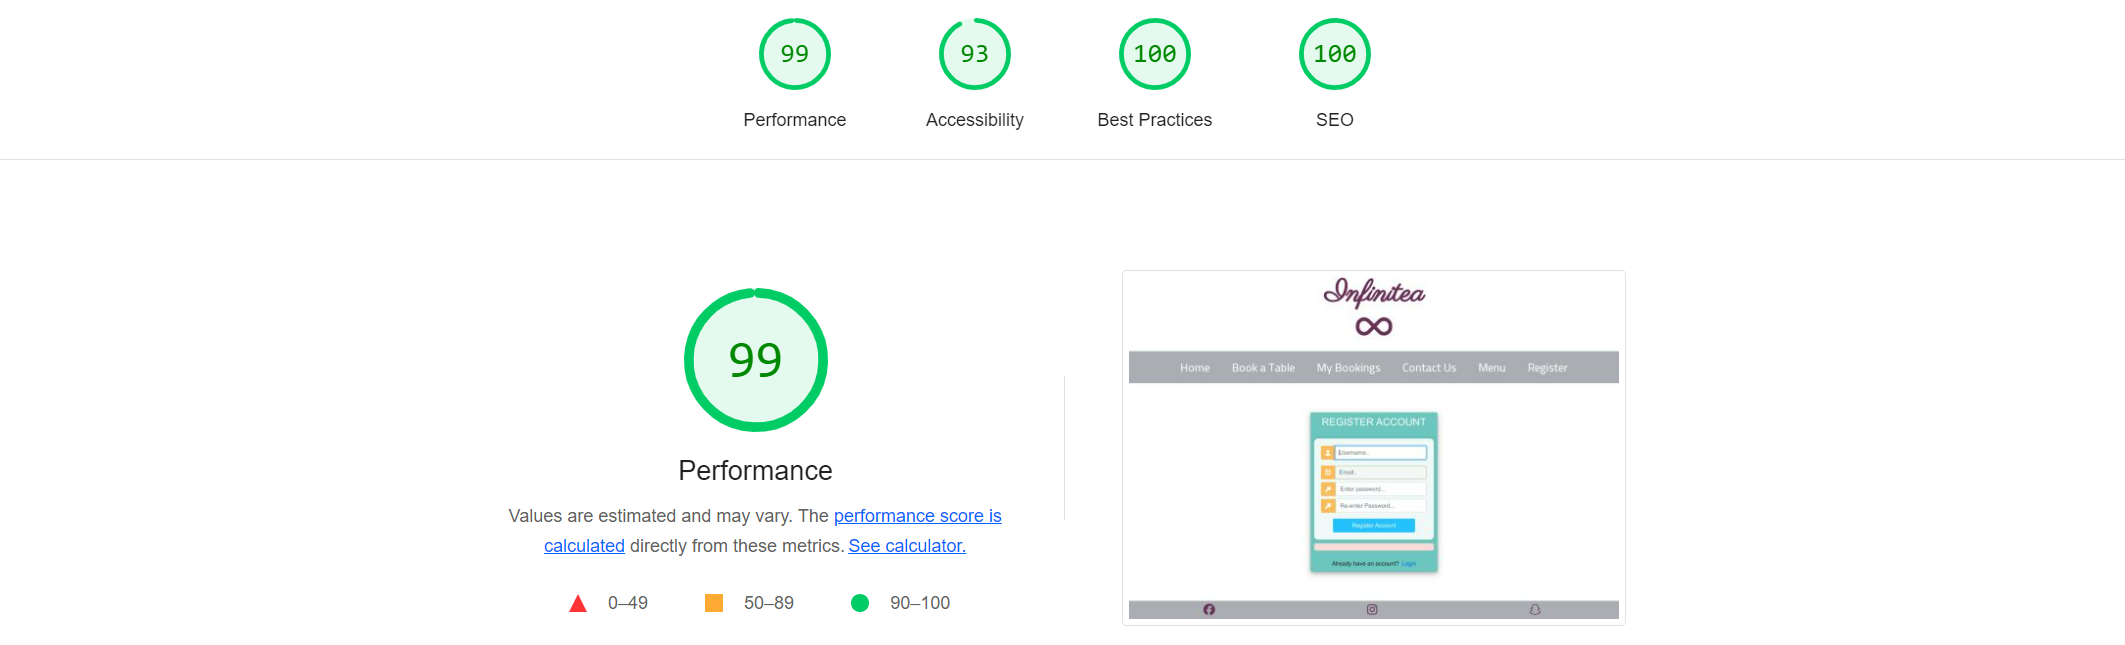 99
93
100
100
Performance
Accessibility
Best Practices
SEO
99
Performance
Values are estimated and may vary. The performance score is
calculated directly from these metrics. See calculator.
0–49
50–89
90–100
Infinitea
Home
Book a Table
My Bookings
Contact Us
Menu
Register
REGISTER ACCOUNT
Username..
Email..
Enter password...
Re-enter Password...
Register Account
Already have an account? Login